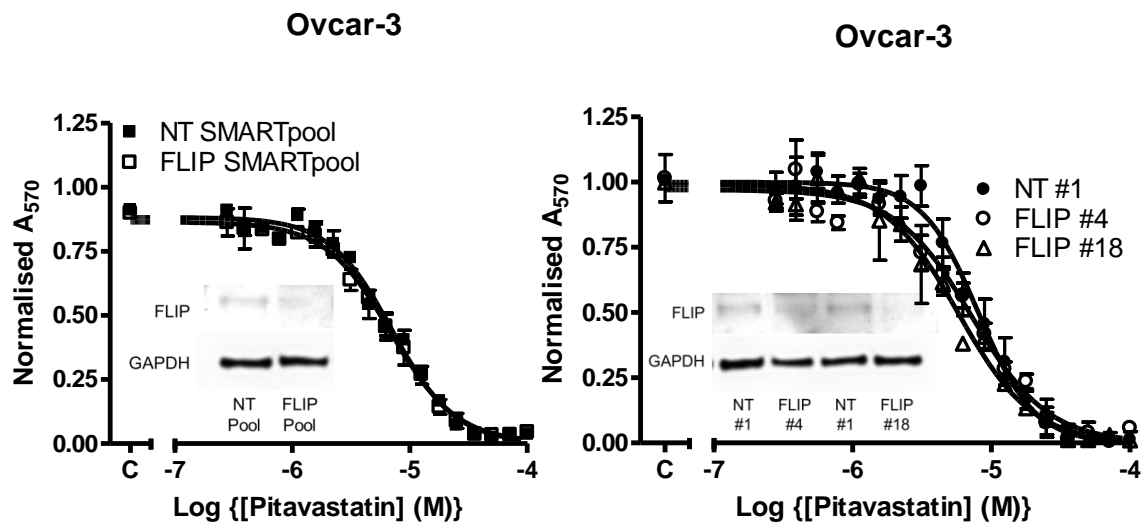 Ovcar-3
NT SMARTpool
FLIP SMARTpool
Normalised A570
1.25
1.00
0.75
0.50
0.25
0.00
FLIP
GAPDH
NT
Pool
FLIP
Pool
C
-7
-6
-5
-4
Log {[Pitavastatin] (M)}
Ovcar-3
NT #1
FLIP #4
FLIP #18
Normalised A570
1.25
1.00
0.75
0.50
0.25
0.00
FLIP
GAPDH
NT FLIP NT FLIP
#1 #4 #1 #18
C
-7
-6
-5
-4
Log {[Pitavastatin] (M)}